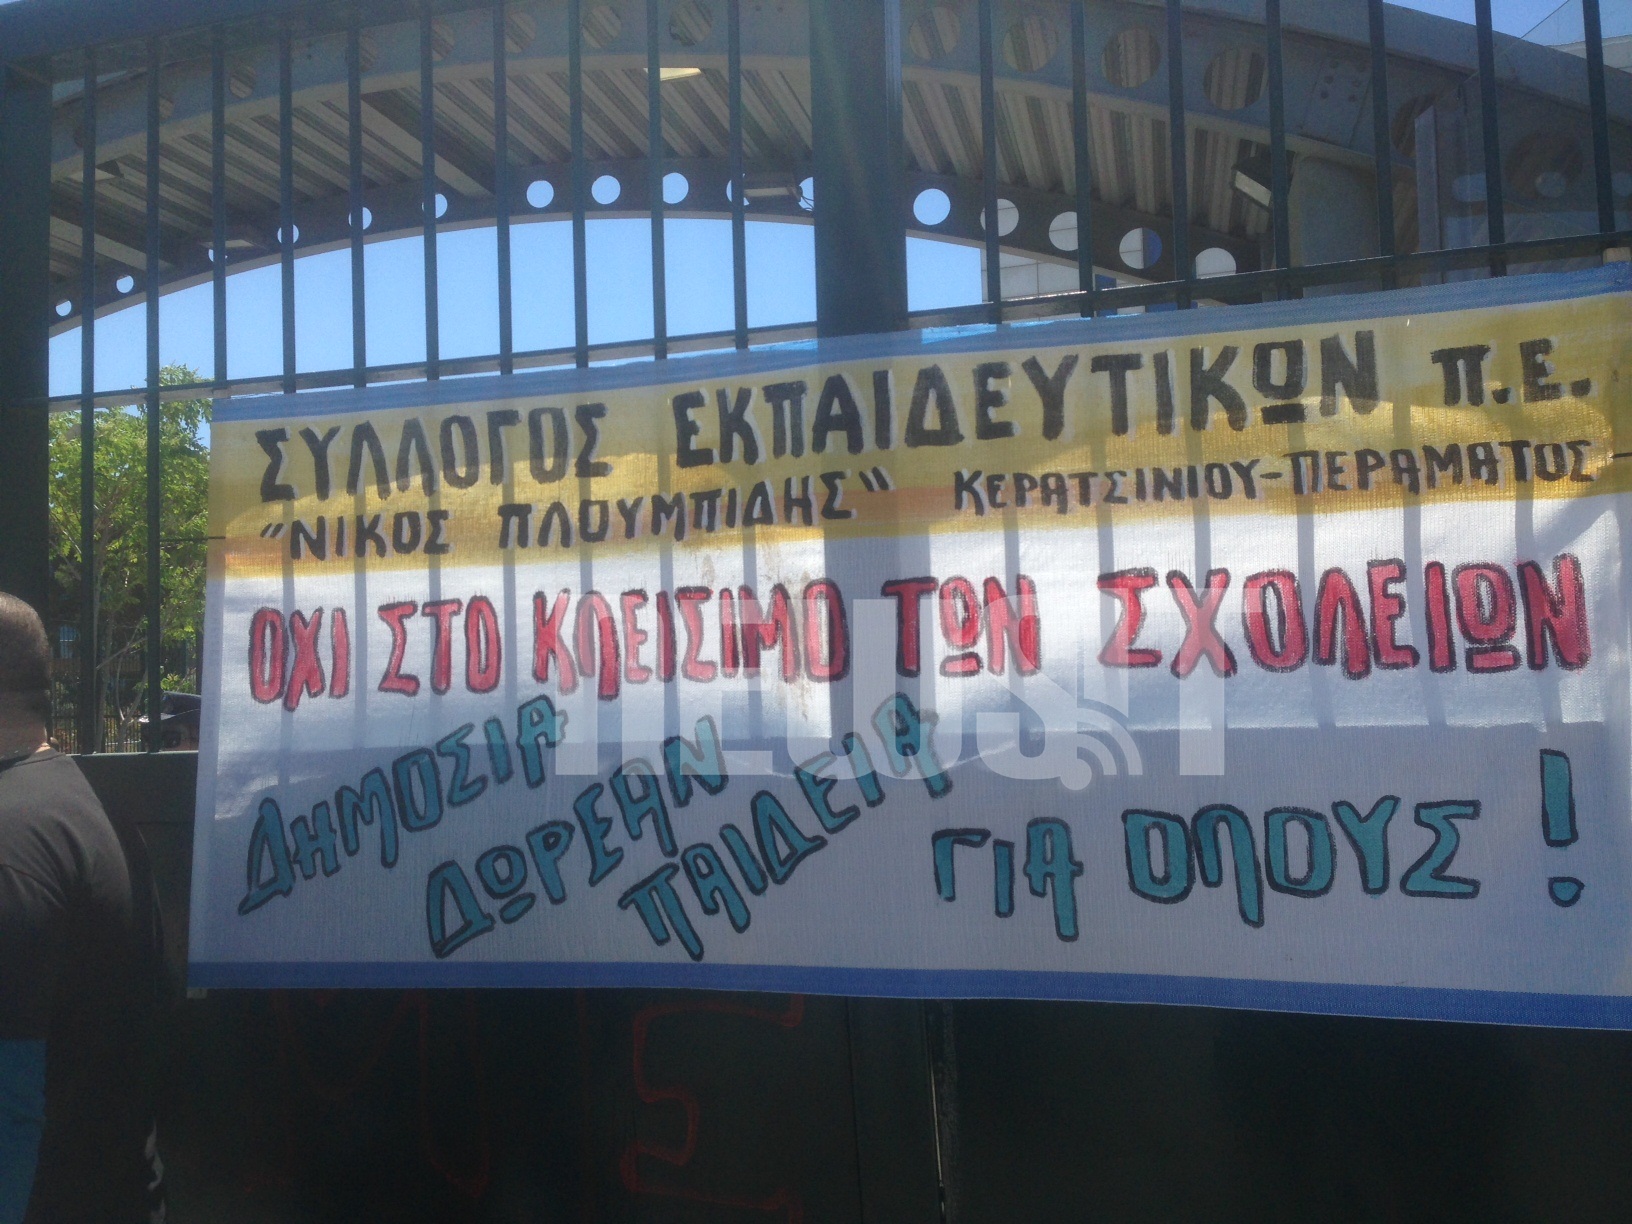 ΣΥΛΛΟΓΟΣ ΕΚΠΑΙΔΕΥΤΙΚΩΝ Π.Ε.
"ΝΙΚΟΣ ΠΛΟΥΜΠΙΔΗΣ" ΚΕΡΑΤΣΙΝΙΟΥ-ΠΕΡΑΜΑΤΟΣ
ΟΧΙ ΣΤΟ ΚΛΕΙΣΙΜΟ ΤΩΝ ΣΧΟΛΕΙΩΝ
ΔΗΜΟΣΙΑ
ΔΩΡΕΑΝ
ΠΑΙΔΕΙΑ
ΓΙΑ ΟΛΟΥΣ!